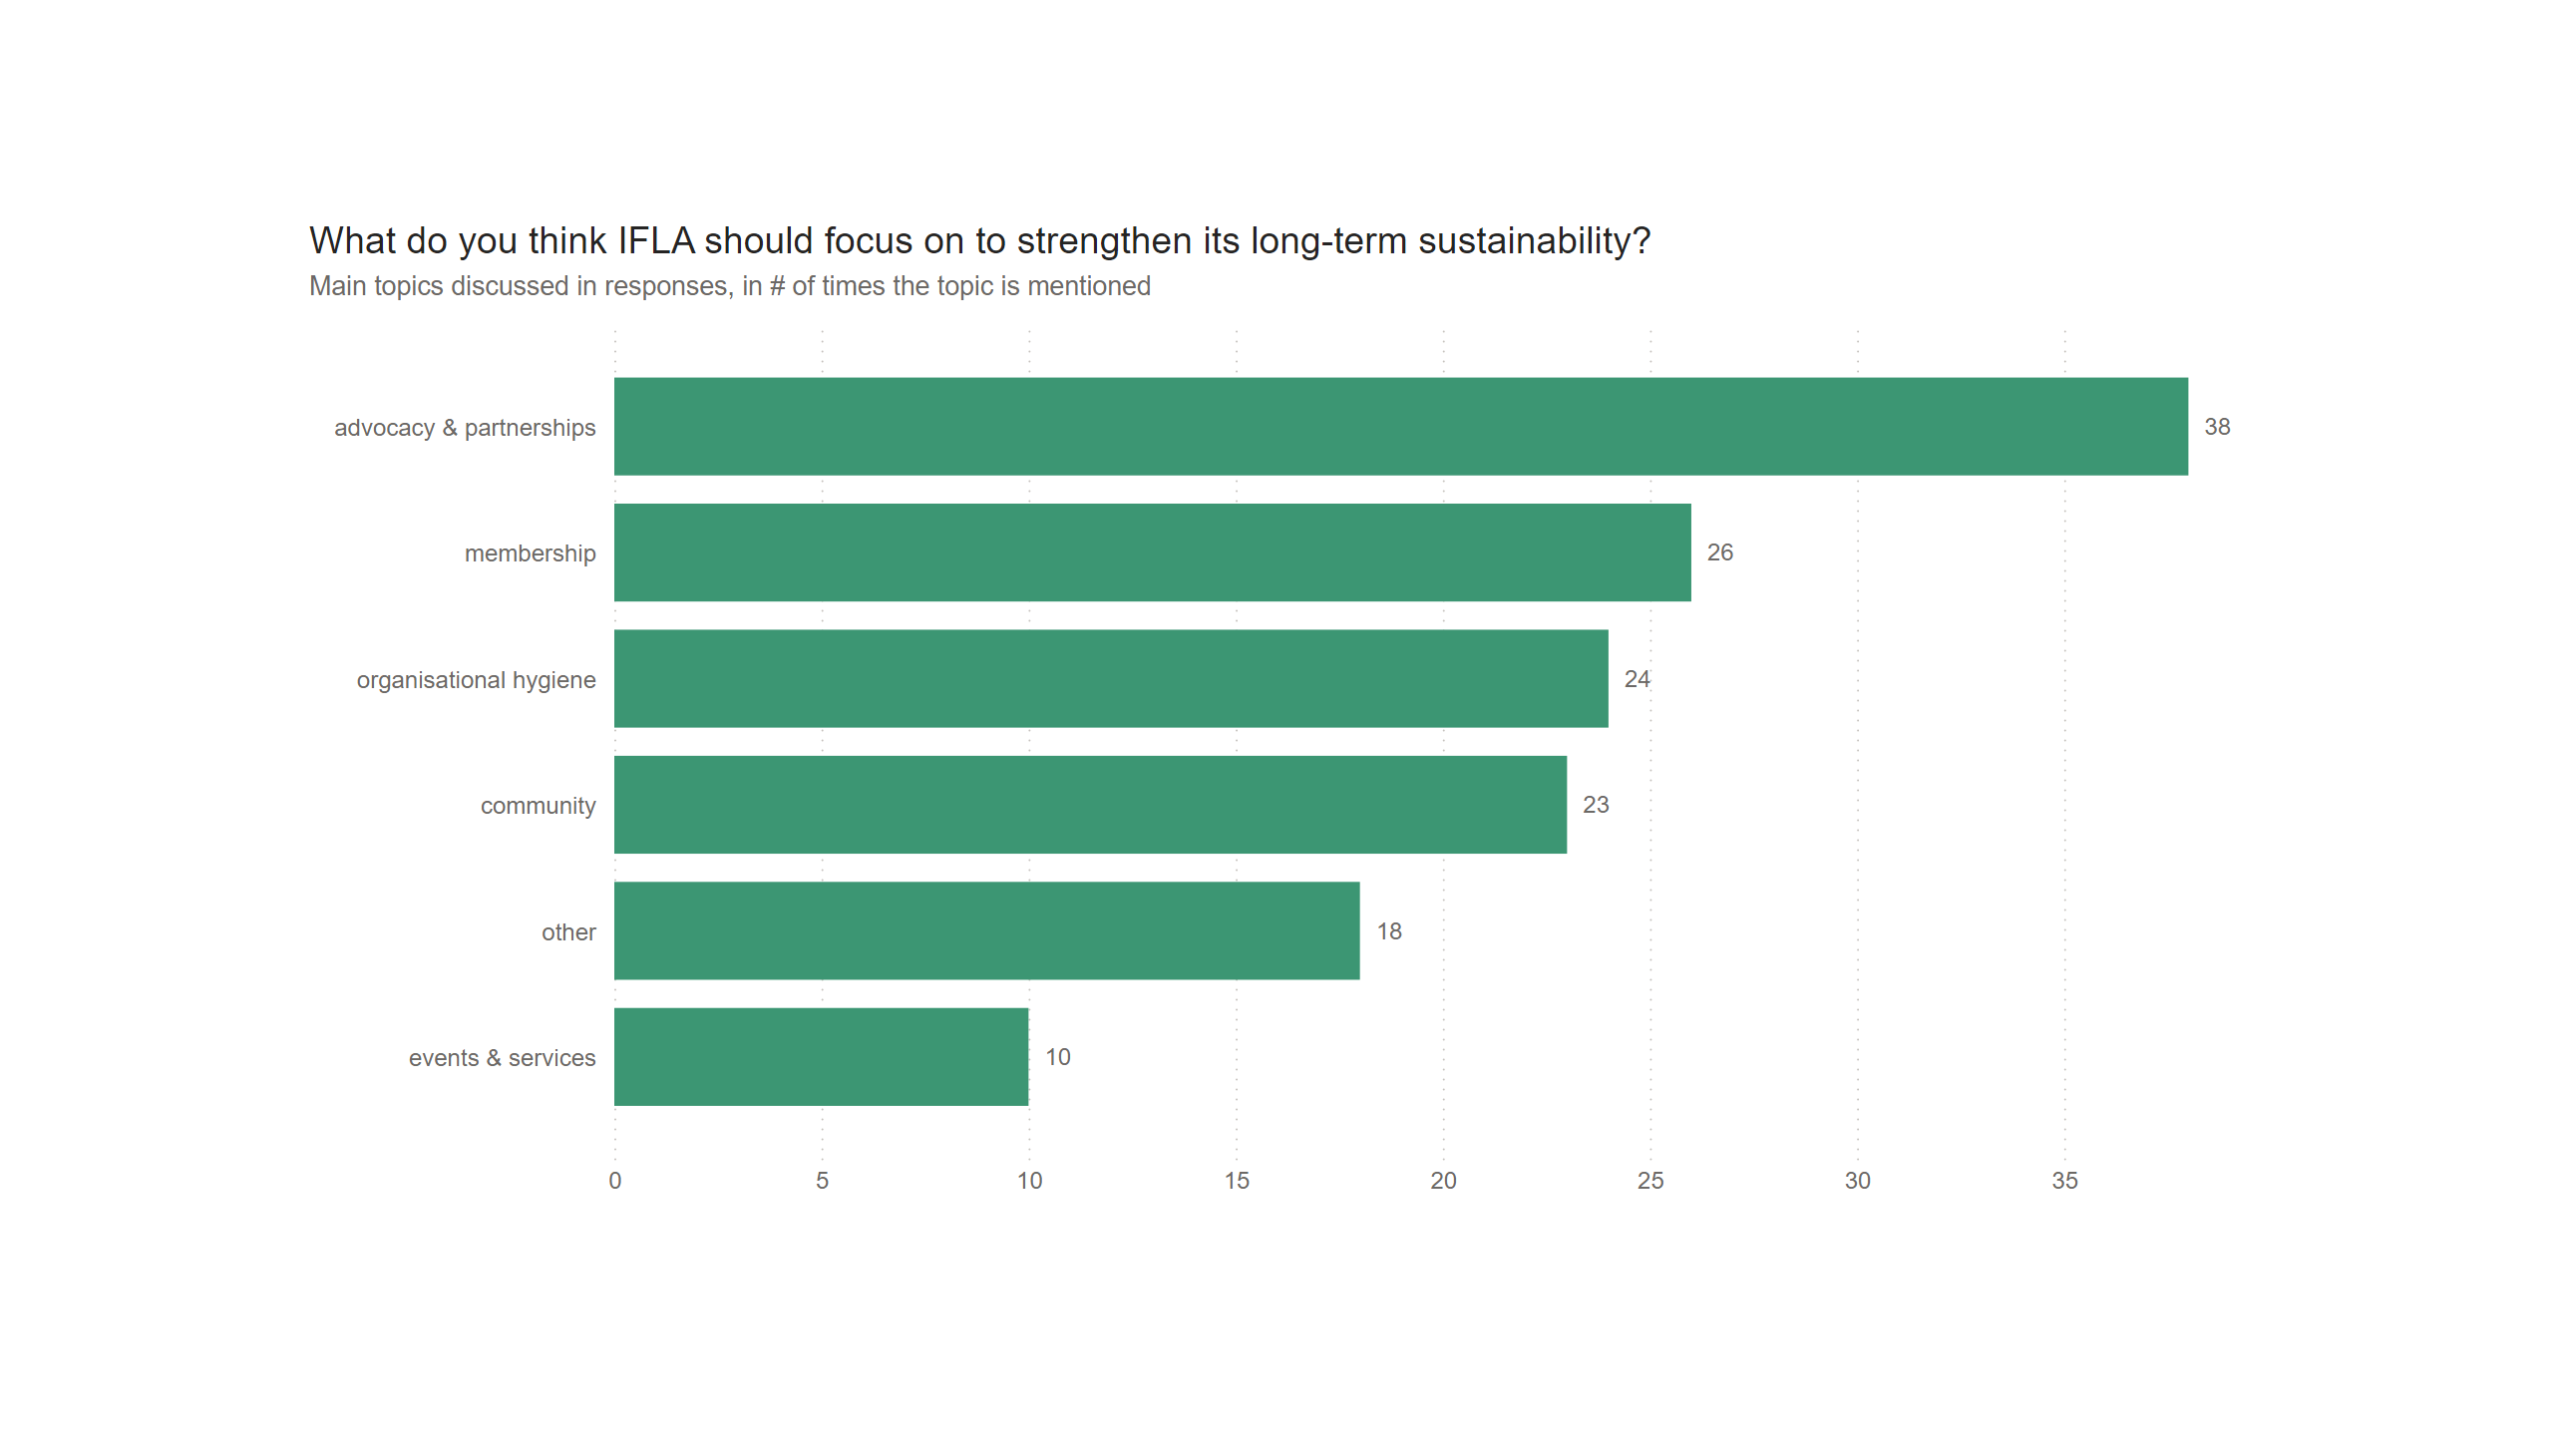 What do you think IFLA should focus on to strengthen its long-term sustainability?
Main topics discussed in responses, in # of times the topic is mentioned
advocacy & partnerships 38
membership 26
organisational hygiene 24
community 23
other 18
events & services 10
0 5 10 15 20 25 30 35